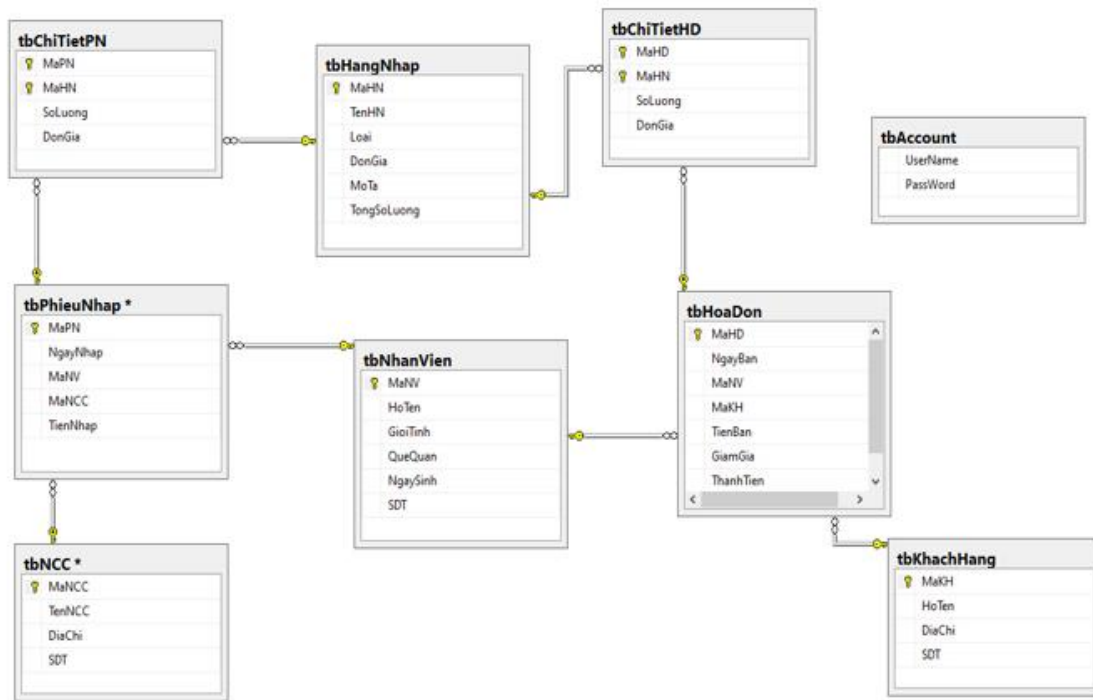 tbChiTietPN
MaPN
MaHN
SoLuong
DonGia
tbHangNhap
MaHN
TenHN
Loai
DonGia
MoTa
TongSoLuong
tbChiTietHD
MaHD
MaHN
SoLuong
DonGia
tbAccount
UserName
PassWord
tbPhieuNhap *
MaPN
NgayNhap
MaNV
MaNCC
TienNhap
tbNhanVien
MaNV
HoTen
GioiTinh
QueQuan
NgaySinh
SDT
tbHoaDon
MaHD
NgayBan
MaNV
MaKH
TienBan
GiamGia
ThanhTien
tbNCC *
MaNCC
TenNCC
DiaChi
SDT
tbKhachHang
MaKH
HoTen
DiaChi
SDT